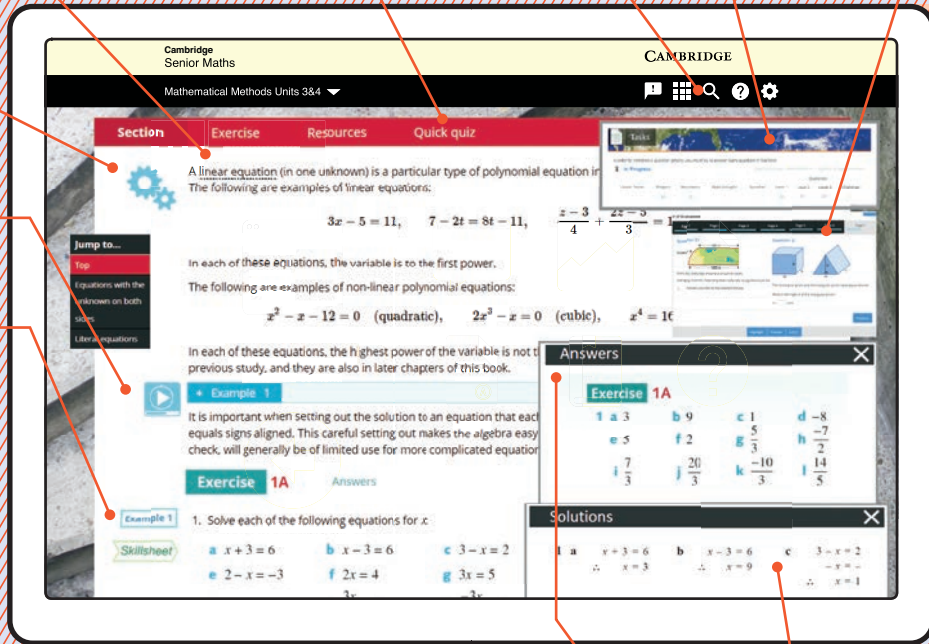 Cambridge
Senior Maths
CAMBRIDGE
Mathematical Methods Units 3&4
Section Exercise Resources Quick quiz
Tasks
A linear equation (in one unknown) is a particular type of polynomial equation in
The following are examples of linear equations:
3x − 5 = 11, 7 − 2t = 8t − 11, (z − 3)/4 + (2z − 5)/3 = 1
Jump to...
Top
Equations with the
unknown on both
sides
Literal equations
In each of these equations, the variable is to the first power.
The following are examples of non-linear polynomial equations:
x² − x − 12 = 0 (quadratic), 2x³ − x = 0 (cubic), x⁴ = 16
In each of these equations, the highest power of the variable is not t
previous study, and they are also in later chapters of this book.
+ Example 1
It is important when setting out the solution to an equation that each
equals signs aligned. This careful setting out makes the algebra easy
check, will generally be of limited use for more complicated equation
Exercise 1A Answers
Example 1
1. Solve each of the following equations for x
Skillsheet
a x + 3 = 6 b x − 3 = 6 c 3 − x = 2
e 2 − x = −3 f 2x = 4 g 3x = 5
3x −3x
Answers
Exercise 1A
1 a 3 b 9 c 1 d −8
e 5 f 2 g 5/3 h −7/2
i 7/3 j 20/3 k −10/3 l 14/5
Solutions
1 a x + 3 = 6 b x − 3 = 6 c 3 − x = 2
∴ x = 3 ∴ x = 9 − x = −
∴ x = 1